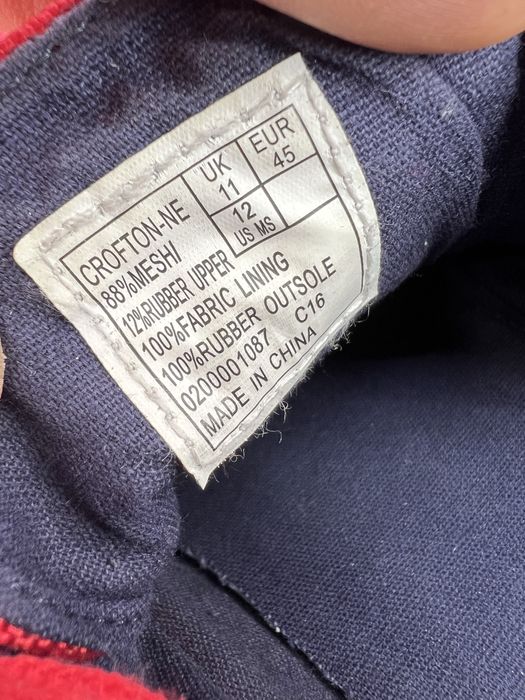 CROFTON-NE
88%MESH/
12%RUBBER UPPER
100%FABRIC LINING
100%RUBBER OUTSOLE
0200001087 C16
MADE IN CHINA
UK EUR
11 45
12
US MS